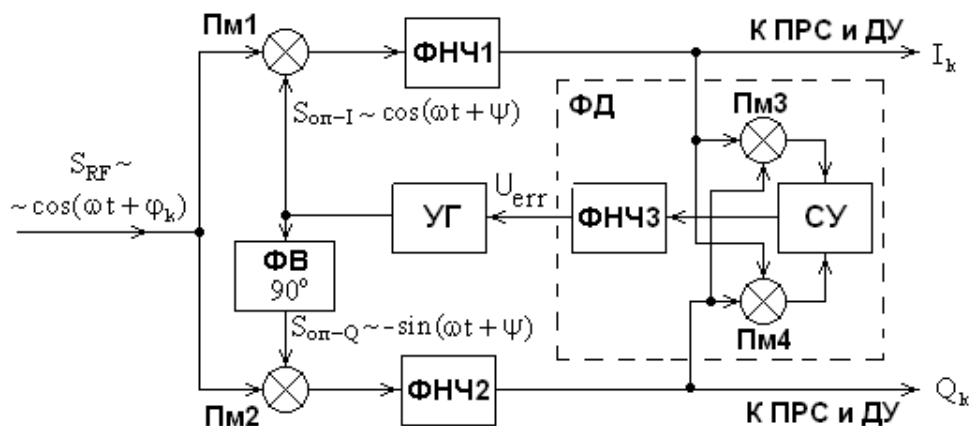 Пм1
ФНЧ1
К ПРС и ДУ
I_k
S_оп-I ~ cos(ωt + ψ)
ФД
Пм3
S_RF ~
~ cos(ωt + φ_k)
УГ
U_err
ФНЧ3
СУ
ФВ
90°
S_оп-Q ~ -sin(ωt + ψ)
Пм4
Пм2
ФНЧ2
К ПРС и ДУ
Q_k